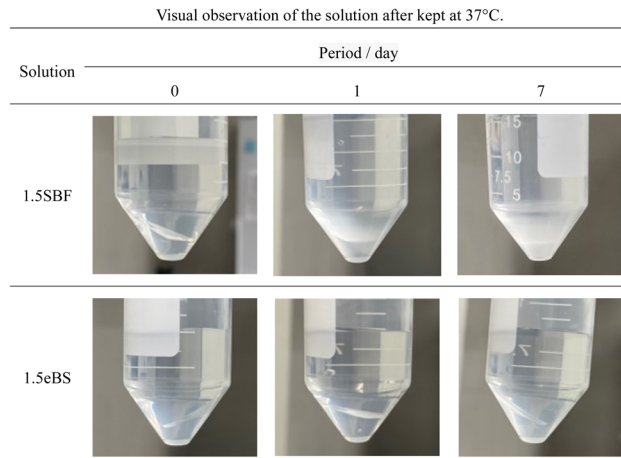 Visual observation of the solution after kept at 37°C.
Solution
Period / day
0
1
7
1.5SBF
15
10
7.5
5
1.5eBS